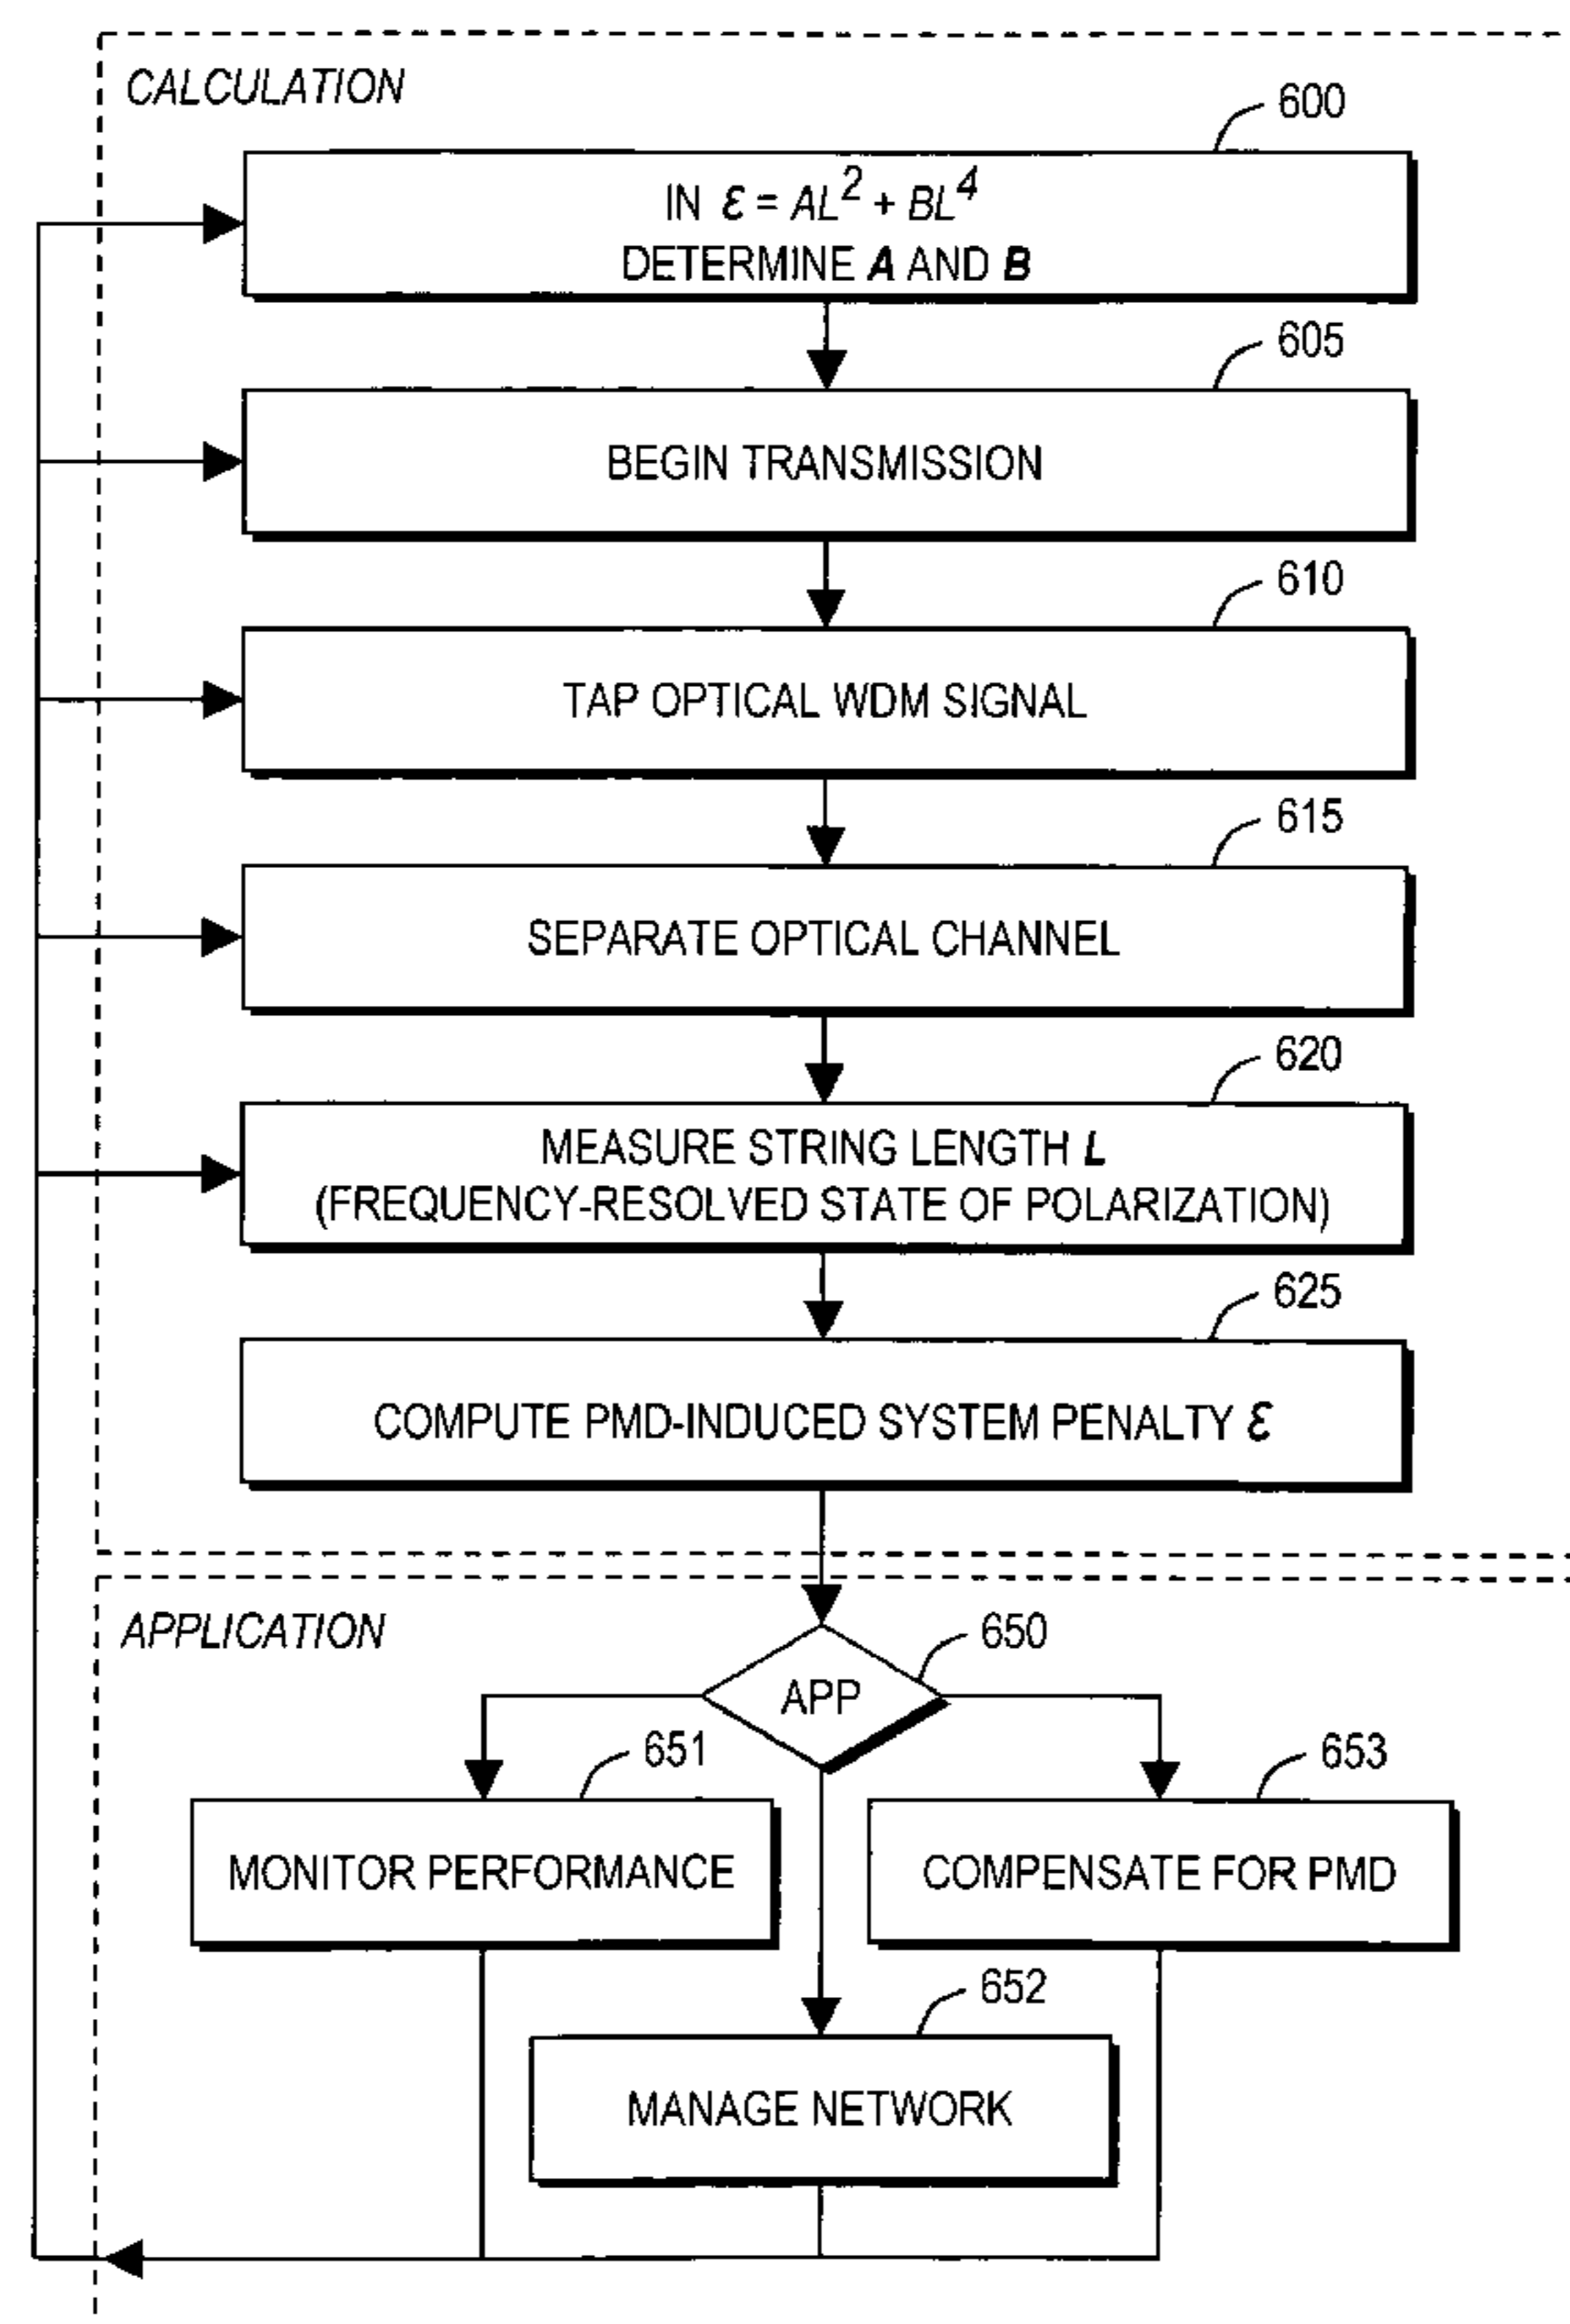 CALCULATION
600
IN ε = AL² + BL⁴
DETERMINE A AND B
605
BEGIN TRANSMISSION
610
TAP OPTICAL WDM SIGNAL
615
SEPARATE OPTICAL CHANNEL
620
MEASURE STRING LENGTH L
(FREQUENCY-RESOLVED STATE OF POLARIZATION)
625
COMPUTE PMD-INDUCED SYSTEM PENALTY ε
APPLICATION
650
APP
651
MONITOR PERFORMANCE
653
COMPENSATE FOR PMD
652
MANAGE NETWORK